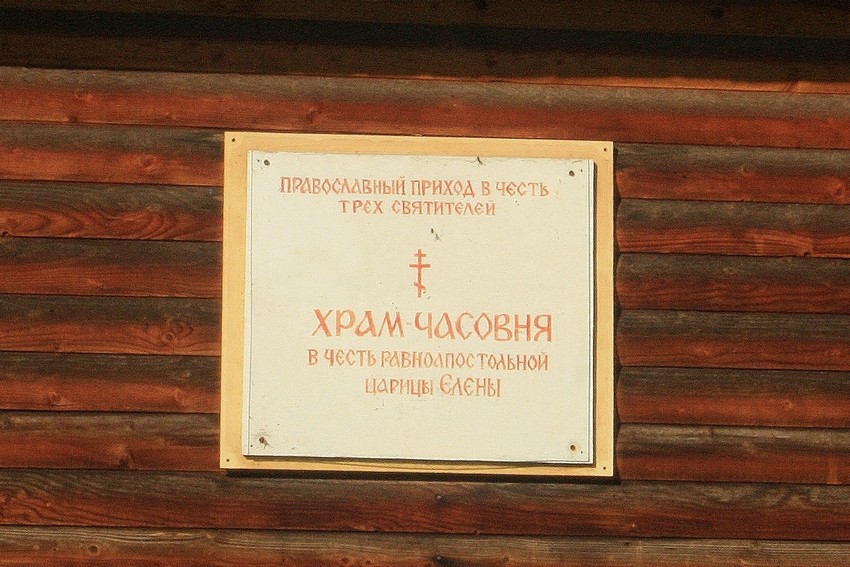 ПРАВОСЛАВНЫЙ ПРИХОД В ЧЕСТЬ
ТРЕХ СВЯТИТЕЛЕЙ
ХРАМ-ЧАСОВНЯ
В ЧЕСТЬ РАВНОАПОСТОЛЬНОЙ
ЦАРИЦЫ ЕЛЕНЫ